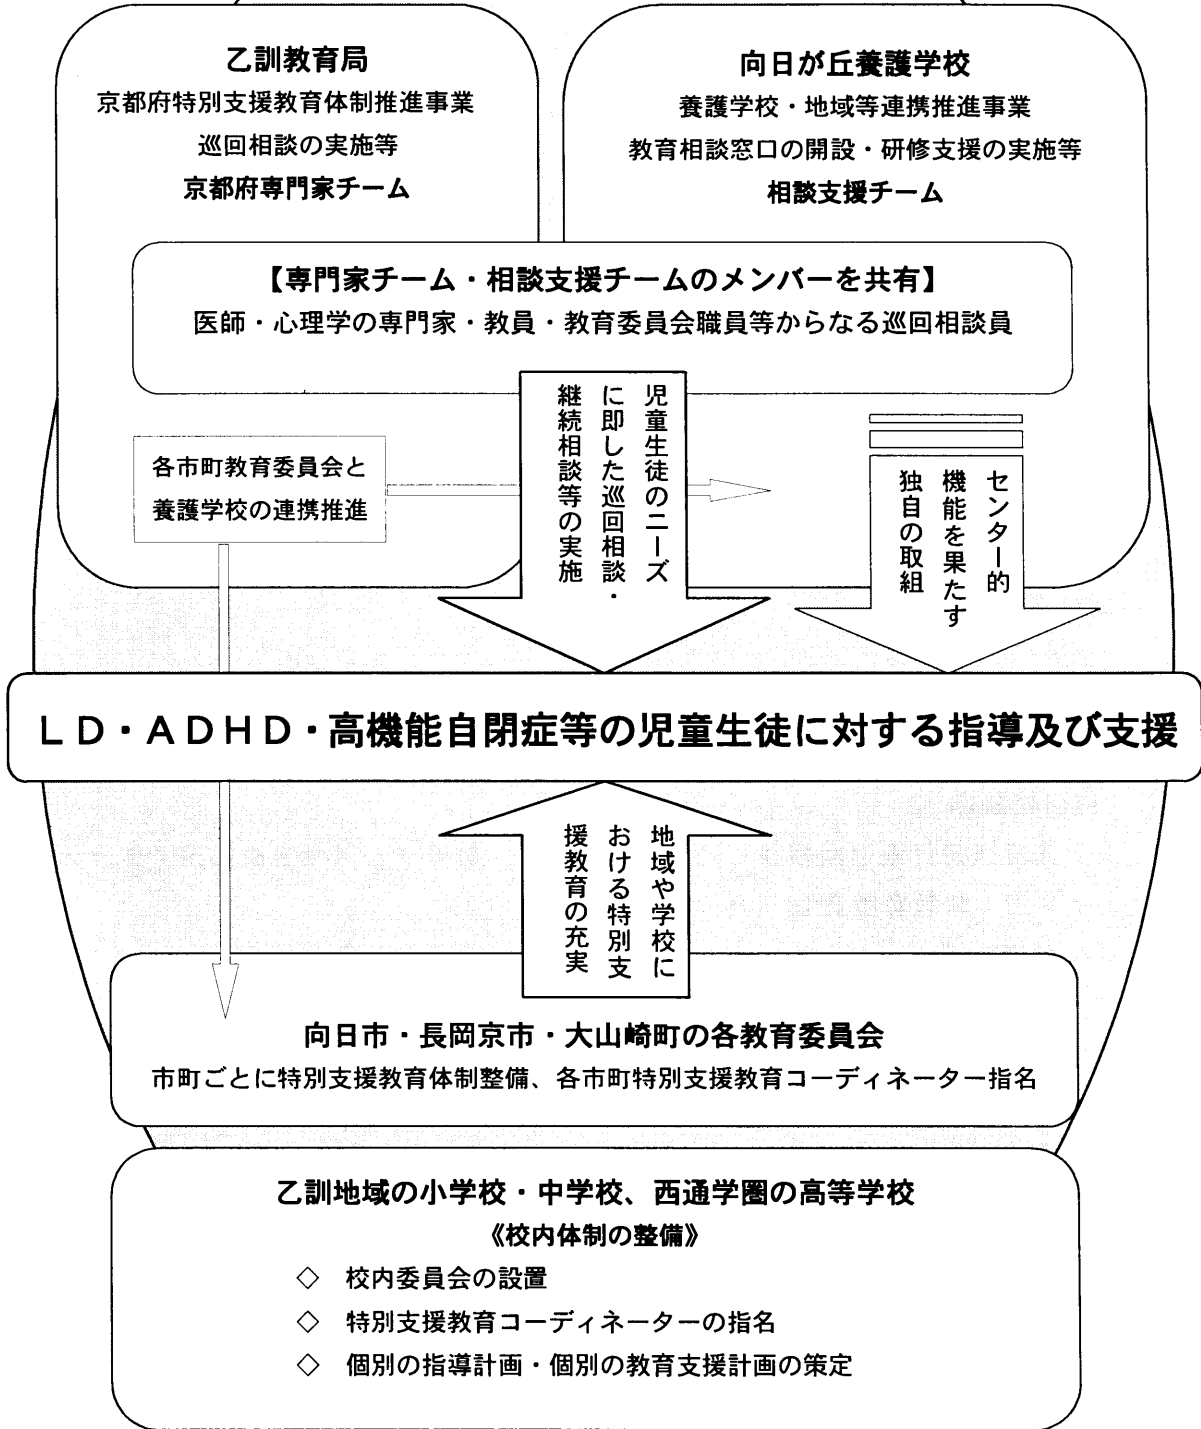 乙訓教育局
京都府特別支援教育体制推進事業
巡回相談の実施等
京都府専門家チーム
向日が丘養護学校
養護学校・地域等連携推進事業
教育相談窓口の開設・研修支援の実施等
相談支援チーム
【専門家チーム・相談支援チームのメンバーを共有】
医師・心理学の専門家・教員・教育委員会職員等からなる巡回相談員
児童生徒のニーズ
に即した巡回相談・
継続相談等の実施
センター的
機能を果たす
独自の取組
各市町教育委員会と
養護学校の連携推進
ＬＤ・ＡＤＨＤ・高機能自閉症等の児童生徒に対する指導及び支援
地域や学校に
おける特別支
援教育の充実
向日市・長岡京市・大山崎町の各教育委員会
市町ごとに特別支援教育体制整備、各市町特別支援教育コーディネーター指名
乙訓地域の小学校・中学校、西通学圏の高等学校
《校内体制の整備》
◇ 校内委員会の設置
◇ 特別支援教育コーディネーターの指名
◇ 個別の指導計画・個別の教育支援計画の策定